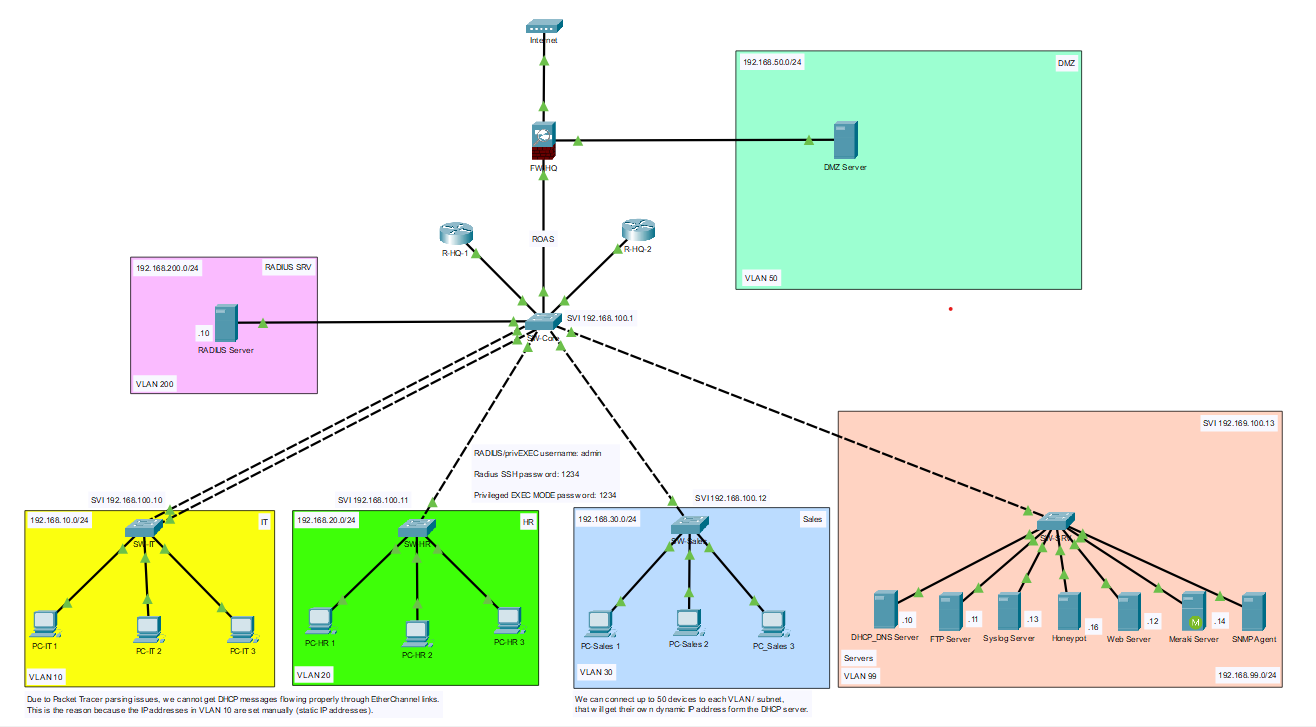 Internet
192.168.50.0/24
DMZ
FW-HQ
DMZ Server
R-HQ-1
ROAS
R-HQ-2
192.168.200.0/24
RADIUS SRV
VLAN 50
SVI 192.168.100.1
.10
SW-Core
RADIUS Server
VLAN 200
SVI 192.169.100.13
RADIUS/privEXEC username: admin
Radius SSH password: 1234
Privileged EXEC MODE password: 1234
SVI 192.168.100.10
SVI 192.168.100.11
SVI 192.168.100.12
192.168.10.0/24
IT
192.168.20.0/24
HR
192.168.30.0/24
Sales
SW-IT
SW-HR
SW-Sales
SW-SRV
.10
.11
.13
.16
.12
.14
DHCP_DNS Server
FTP Server
Syslog Server
Honeypot
Web Server
Meraki Server
SNMP Agent
PC-IT 1
PC-IT 2
PC-IT 3
PC-HR 1
PC-HR 2
PC-HR 3
PC-Sales 1
PC-Sales 2
PC_Sales 3
Servers
VLAN 10
VLAN 20
VLAN 30
VLAN 99
192.168.99.0/24
Due to Packet Tracer parsing issues, we cannot get DHCP messages flowing properly through EtherChannel links.
This is the reason because the IP addresses in VLAN 10 are set manually (static IP addresses).
We can connect up to 50 devices to each VLAN / subnet,
that will get their own dynamic IP address form the DHCP server.